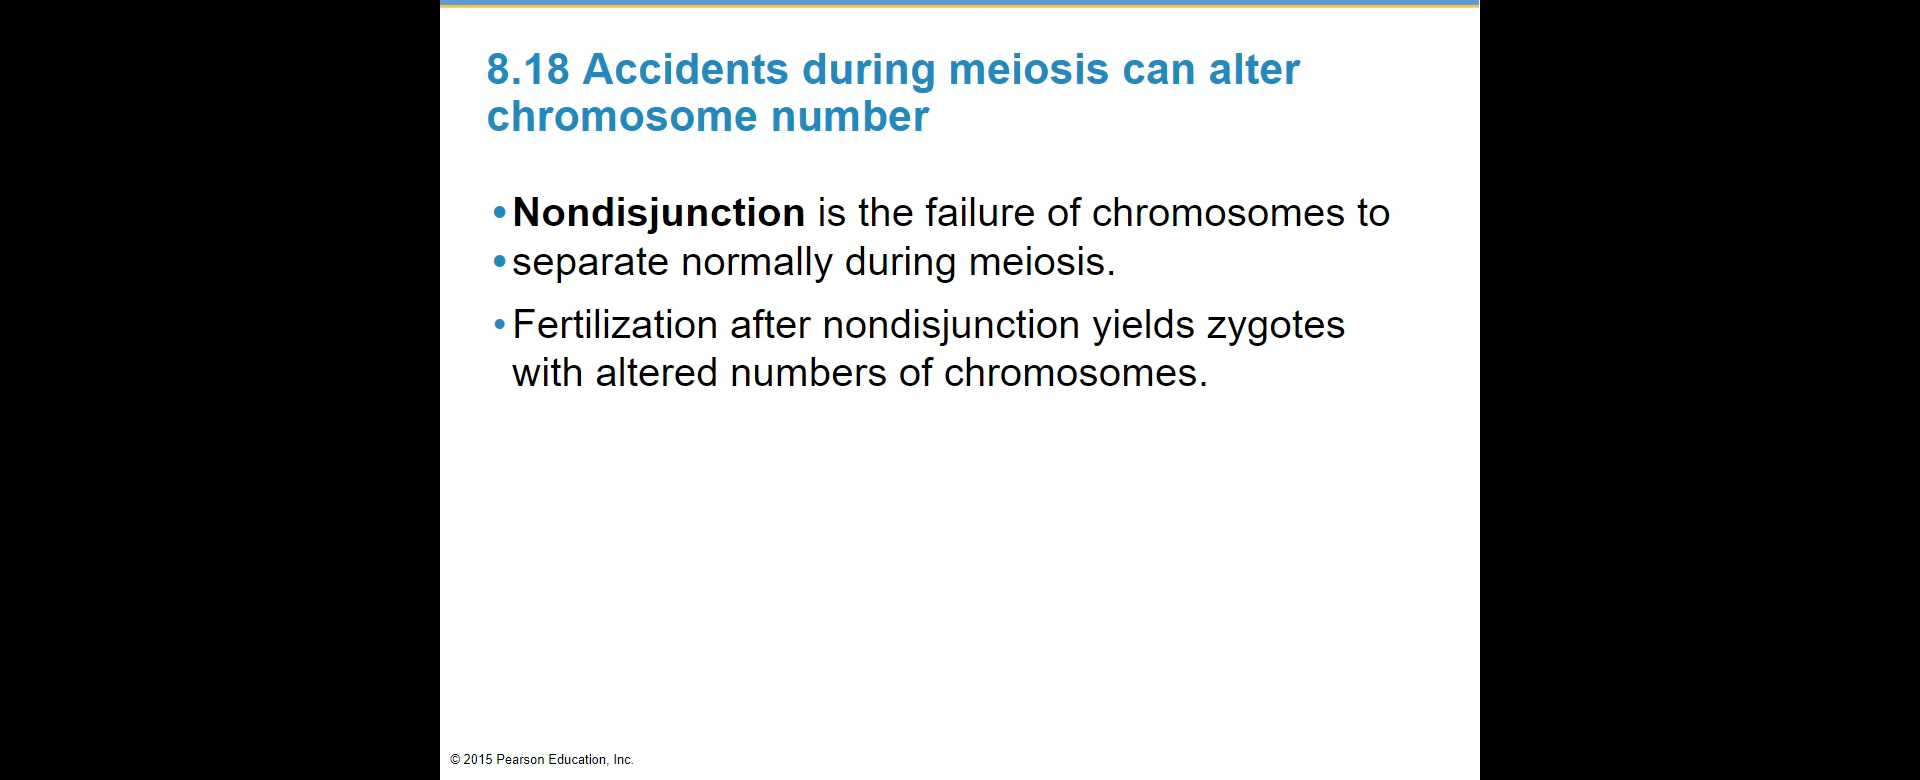 8.18 Accidents during meiosis can alter
chromosome number
• Nondisjunction is the failure of chromosomes to
• separate normally during meiosis.
• Fertilization after nondisjunction yields zygotes
with altered numbers of chromosomes.
© 2015 Pearson Education, Inc.